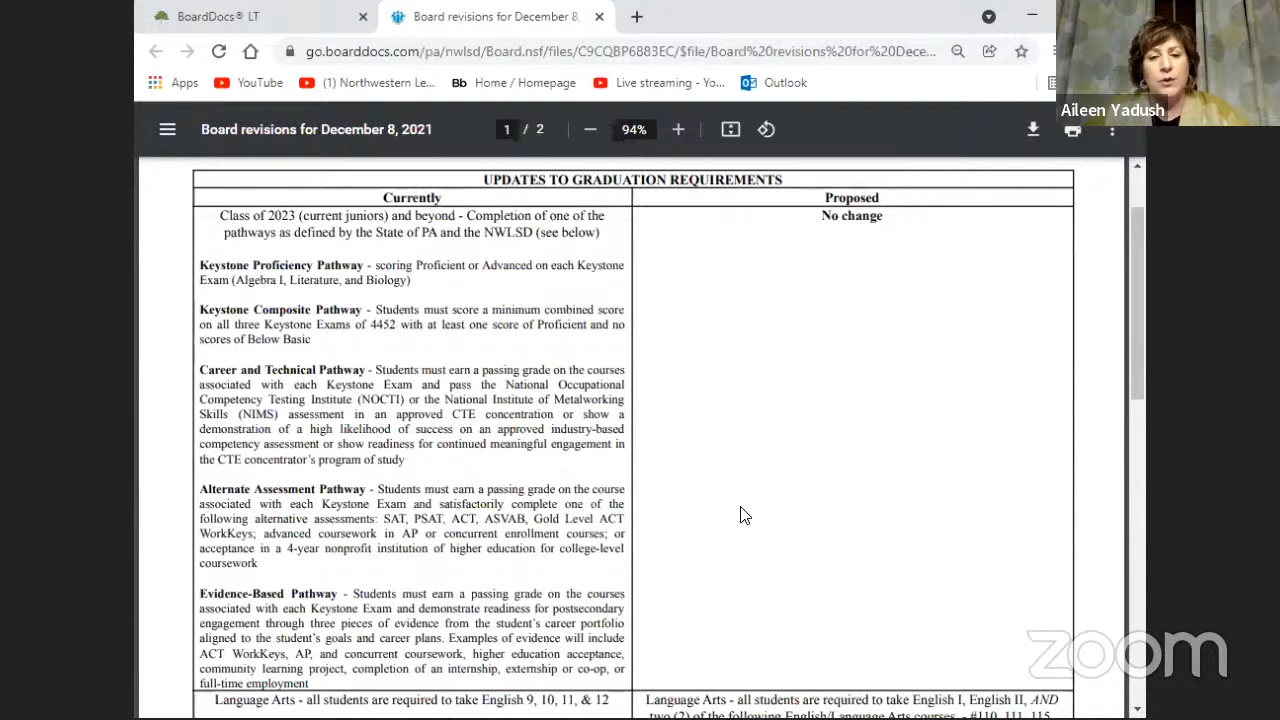 BoardDocs® LT
Board revisions for December 8,
go.boarddocs.com/pa/nwlsd/Board.nsf/files/C9CQBP6883EC/$file/Board%20revisions%20for%20Dece...
Apps
YouTube
(1) Northwestern Le...
Bb Home / Homepage
Live streaming - Yo...
Outlook
Aileen Yadush
Board revisions for December 8, 2021
1 / 2
94%
UPDATES TO GRADUATION REQUIREMENTS
Currently
Proposed
Class of 2023 (current juniors) and beyond - Completion of one of the
pathways as defined by the State of PA and the NWLSD (see below)
No change
Keystone Proficiency Pathway - scoring Proficient or Advanced on each Keystone
Exam (Algebra I, Literature, and Biology)
Keystone Composite Pathway - Students must score a minimum combined score
on all three Keystone Exams of 4452 with at least one score of Proficient and no
scores of Below Basic
Career and Technical Pathway - Students must earn a passing grade on the courses
associated with each Keystone Exam and pass the National Occupational
Competency Testing Institute (NOCTI) or the National Institute of Metalworking
Skills (NIMS) assessment in an approved CTE concentration or show a
demonstration of a high likelihood of success on an approved industry-based
competency assessment or show readiness for continued meaningful engagement in
the CTE concentrator's program of study
Alternate Assessment Pathway - Students must earn a passing grade on the course
associated with each Keystone Exam and satisfactorily complete one of the
following alternative assessments: SAT, PSAT, ACT, ASVAB, Gold Level ACT
WorkKeys; advanced coursework in AP or concurrent enrollment courses; or
acceptance in a 4-year nonprofit institution of higher education for college-level
coursework
Evidence-Based Pathway - Students must earn a passing grade on the courses
associated with each Keystone Exam and demonstrate readiness for postsecondary
engagement through three pieces of evidence from the student's career portfolio
aligned to the student's goals and career plans. Examples of evidence will include
ACT WorkKeys, AP, and concurrent coursework, higher education acceptance,
community learning project, completion of an internship, externship or co-op, or
full-time employment
Language Arts - all students are required to take English 9, 10, 11, & 12
Language Arts - all students are required to take English I, English II, AND
two (2) of the following English/Language Arts courses - #110, 111, 115
zoom